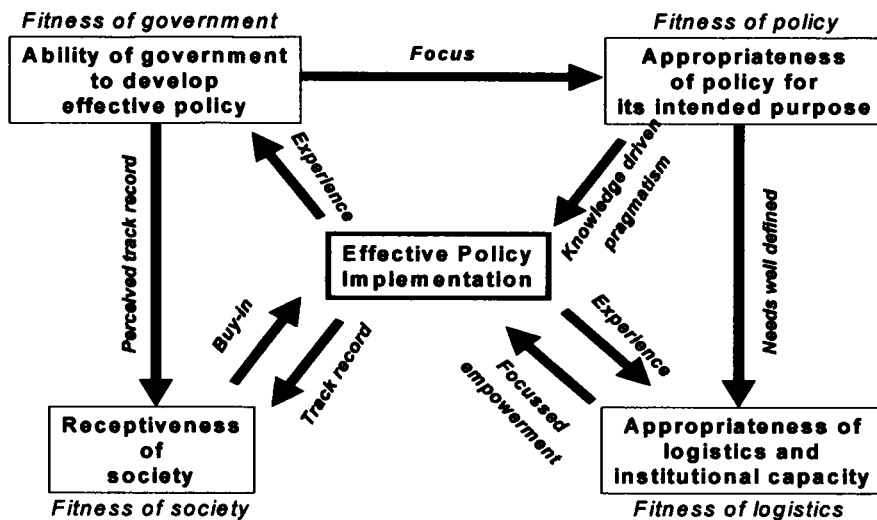 Fitness of government
Ability of government
to develop
effective policy
Focus
Fitness of policy
Appropriateness
of policy for
its intended purpose
Perceived track record
Experience
Knowledge driven
pragmatism
Needs well defined
Effective Policy
Implementation
Buy-in
Track record
Experience
Focussed
empowerment
Receptiveness
of
society
Fitness of society
Appropriateness of
logistics and
institutional capacity
Fitness of logistics